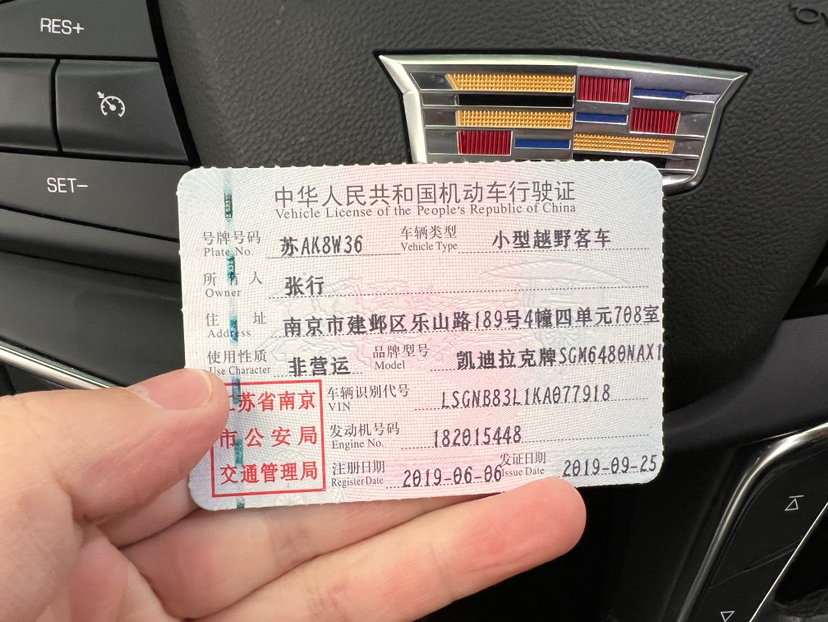 RES+
SET-
中华人民共和国机动车行驶证
Vehicle License of the People's Republic of China
号牌号码 苏AK8W36 车辆类型 小型越野客车
Plate No. Vehicle Type
所有人 张行
Owner
住址 南京市建邺区乐山路189号4幢四单元708室
Address
使用性质 非营运 品牌型号 凯迪拉克牌SGM6480NAX1
Use Character Model
苏省南京 车辆识别代号 LSGNB83L1KA077918
VIN
市公安局 发动机号码 182015448
Engine No.
交通管理局 注册日期 2019-06-06 发证日期 2019-09-25
Register Date Issue Date